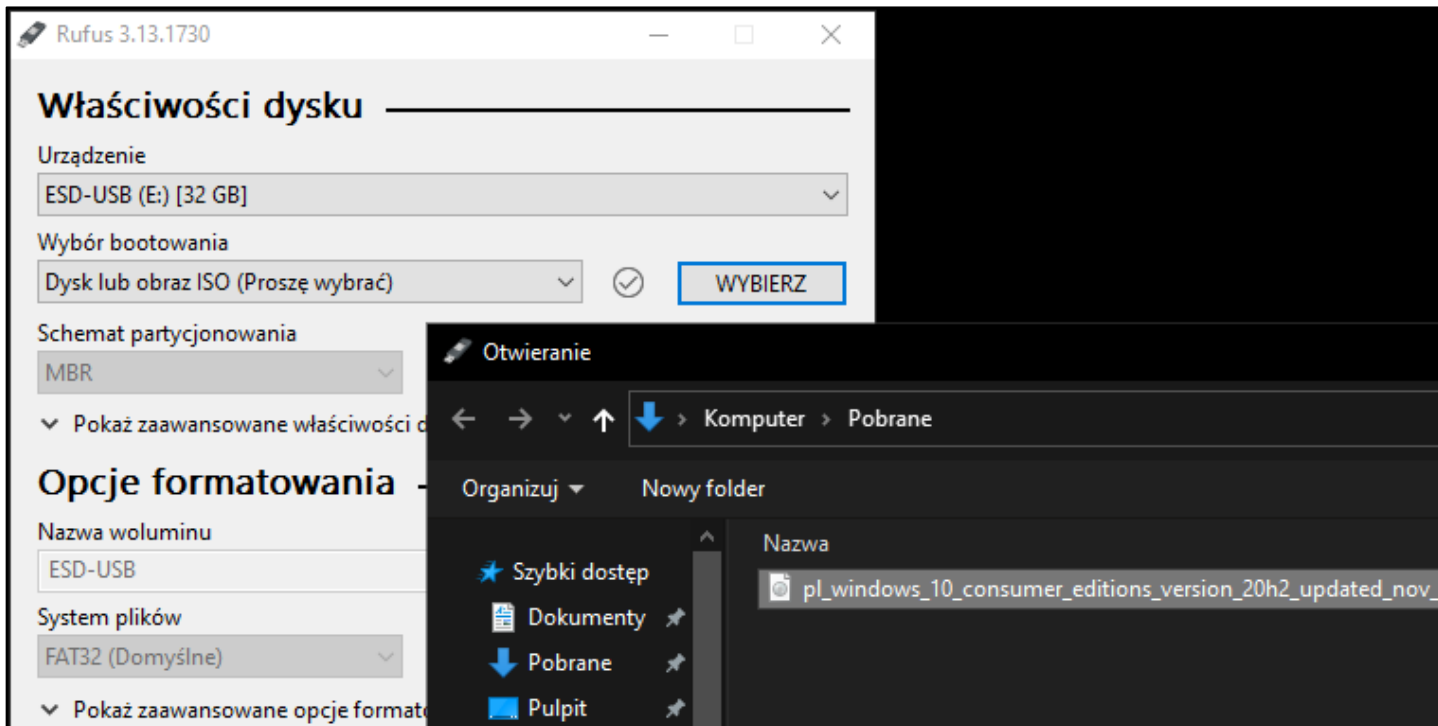 Rufus 3.13.1730
Właściwości dysku
Urządzenie
ESD-USB (E:) [32 GB]
Wybór bootowania
Dysk lub obraz ISO (Proszę wybrać)
WYBIERZ
Schemat partycjonowania
MBR
Pokaż zaawansowane właściwości d
Opcje formatowania
Nazwa woluminu
ESD-USB
System plików
FAT32 (Domyślne)
Pokaż zaawansowane opcje formato
Otwieranie
Komputer > Pobrane
Organizuj Nowy folder
Nazwa
Szybki dostęp
pl_windows_10_consumer_editions_version_20h2_updated_nov_
Dokumenty
Pobrane
Pulpit